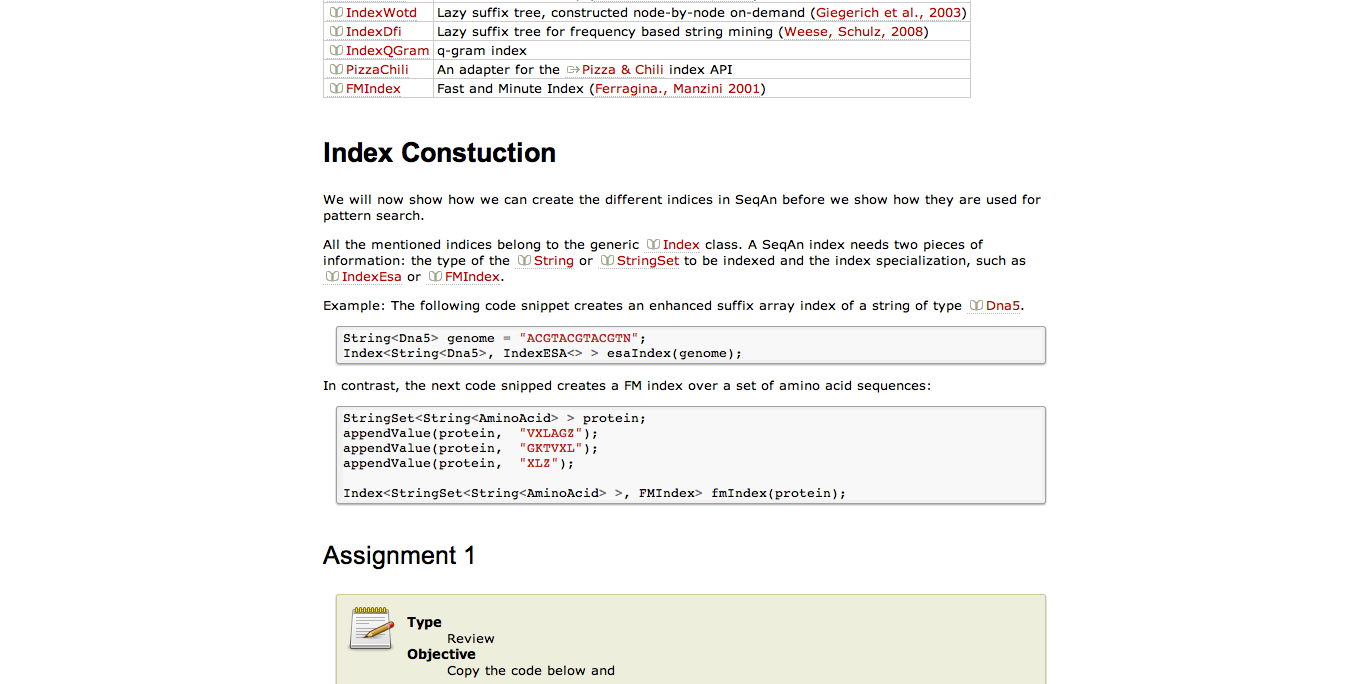 IndexWotd Lazy suffix tree, constructed node-by-node on-demand (Giegerich et al., 2003)
IndexDfi Lazy suffix tree for frequency based string mining (Weese, Schulz, 2008)
IndexQGram q-gram index
PizzaChili An adapter for the Pizza & Chili index API
FMIndex Fast and Minute Index (Ferragina., Manzini 2001)
Index Constuction
We will now show how we can create the different indices in SeqAn before we show how they are used for
pattern search.
All the mentioned indices belong to the generic Index class. A SeqAn index needs two pieces of
information: the type of the String or StringSet to be indexed and the index specialization, such as
IndexEsa or FMIndex.
Example: The following code snippet creates an enhanced suffix array index of a string of type Dna5.
String<Dna5> genome = "ACGTACGTACGTN";
Index<String<Dna5>, IndexESA<> > esaIndex(genome);
In contrast, the next code snipped creates a FM index over a set of amino acid sequences:
StringSet<String<AminoAcid> > protein;
appendValue(protein, "VXLAGZ");
appendValue(protein, "GKTVXL");
appendValue(protein, "XLZ");
Index<StringSet<String<AminoAcid> >, FMIndex> fmIndex(protein);
Assignment 1
Type
Review
Objective
Copy the code below and